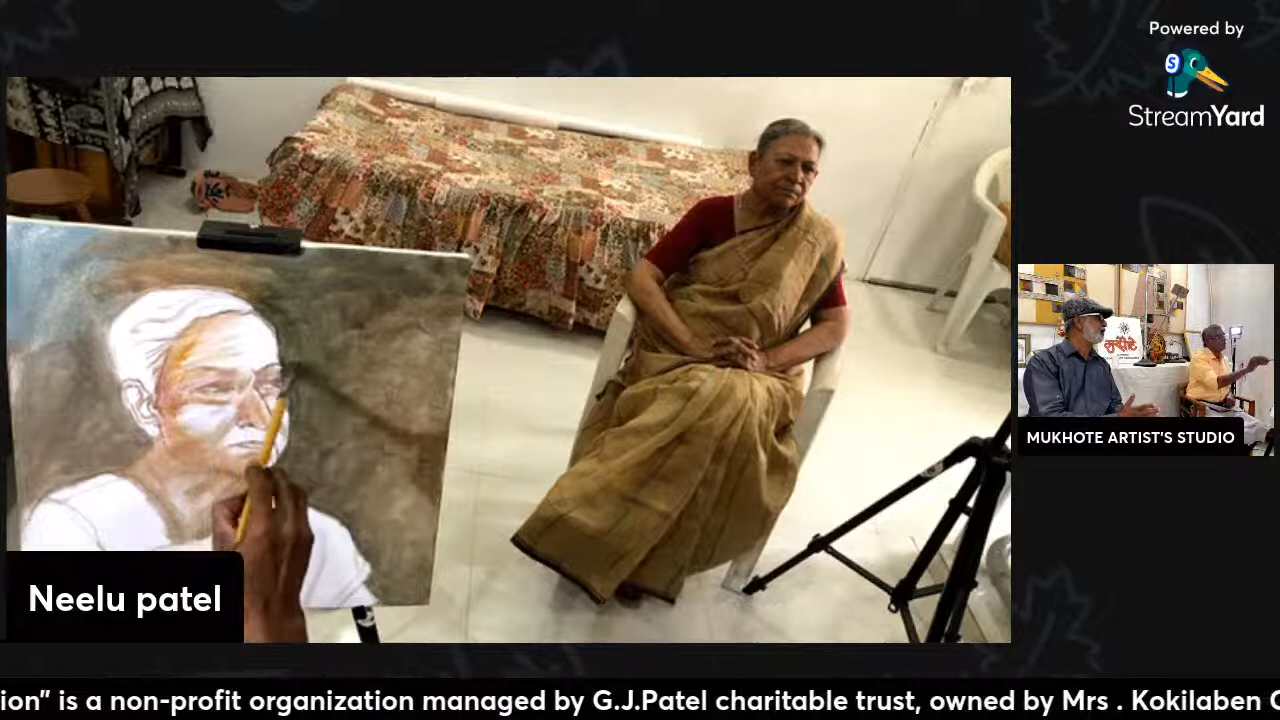 Powered by
StreamYard
S
मुखौटे
MUKHOTE ARTIST'S STUDIO
Neelu patel
ion" is a non-profit organization managed by G.J.Patel charitable trust, owned by Mrs . Kokilaben